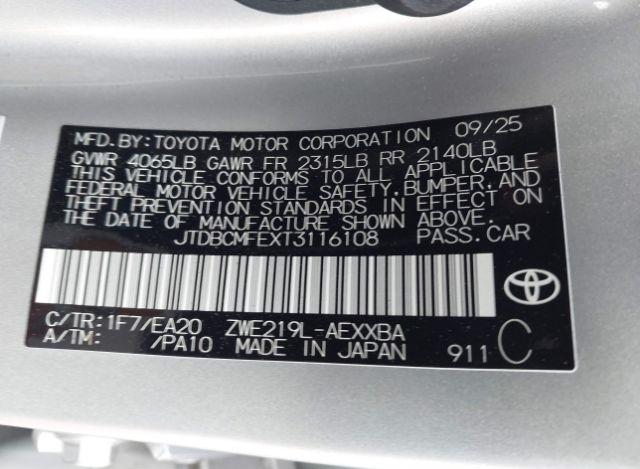 MFD.BY:TOYOTA MOTOR CORPORATION 09/25
GVWR 4065LB GAWR FR 2315LB RR 2140LB
THIS VEHICLE CONFORMS TO ALL APPLICABLE
FEDERAL MOTOR VEHICLE SAFETY,BUMPER,AND
THEFT PREVENTION STANDARDS IN EFFECT ON
THE DATE OF MANUFACTURE SHOWN ABOVE.
JTDBCMFEXT3116108 PASS.CAR
C/TR:1F7/EA20 ZWE219L-AEXXBA
A/TM: /PA10 MADE IN JAPAN 911 C